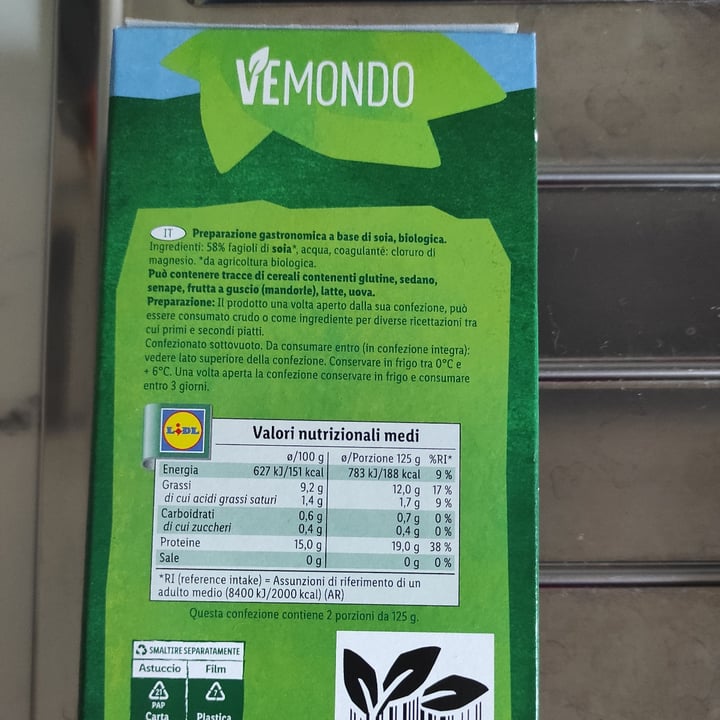 VEMONDO
IT Preparazione gastronomica a base di soia, biologica.
Ingredienti: 58% fagioli di soia*, acqua, coagulante: cloruro di
magnesio. *da agricoltura biologica.
Può contenere tracce di cereali contenenti glutine, sedano,
senape, frutta a guscio (mandorle), latte, uova.
Preparazione: Il prodotto una volta aperto dalla sua confezione, può
essere consumato crudo o come ingrediente per diverse ricettazioni tra
cui primi e secondi piatti.
Confezionato sottovuoto. Da consumare entro (in confezione integra):
vedere lato superiore della confezione. Conservare in frigo tra 0°C e
+ 6°C. Una volta aperta la confezione conservare in frigo e consumare
entro 3 giorni.
LIDL
Valori nutrizionali medi
ø/100 g ø/Porzione 125 g %RI*
Energia 627 kJ/151 kcal 783 kJ/188 kcal 9 %
Grassi 9,2 g 12,0 g 17 %
di cui acidi grassi saturi 1,4 g 1,7 g 9 %
Carboidrati 0,6 g 0,7 g 0 %
di cui zuccheri 0,4 g 0,4 g 0 %
Proteine 15,0 g 19,0 g 38 %
Sale 0 g 0 g 0 %
*RI (reference intake) = Assunzioni di riferimento di un
adulto medio (8400 kJ/2000 kcal) (AR)
Questa confezione contiene 2 porzioni da 125 g.
SMALTIRE SEPARATAMENTE
Astuccio Film
21 7
PAP
Carta Plastica